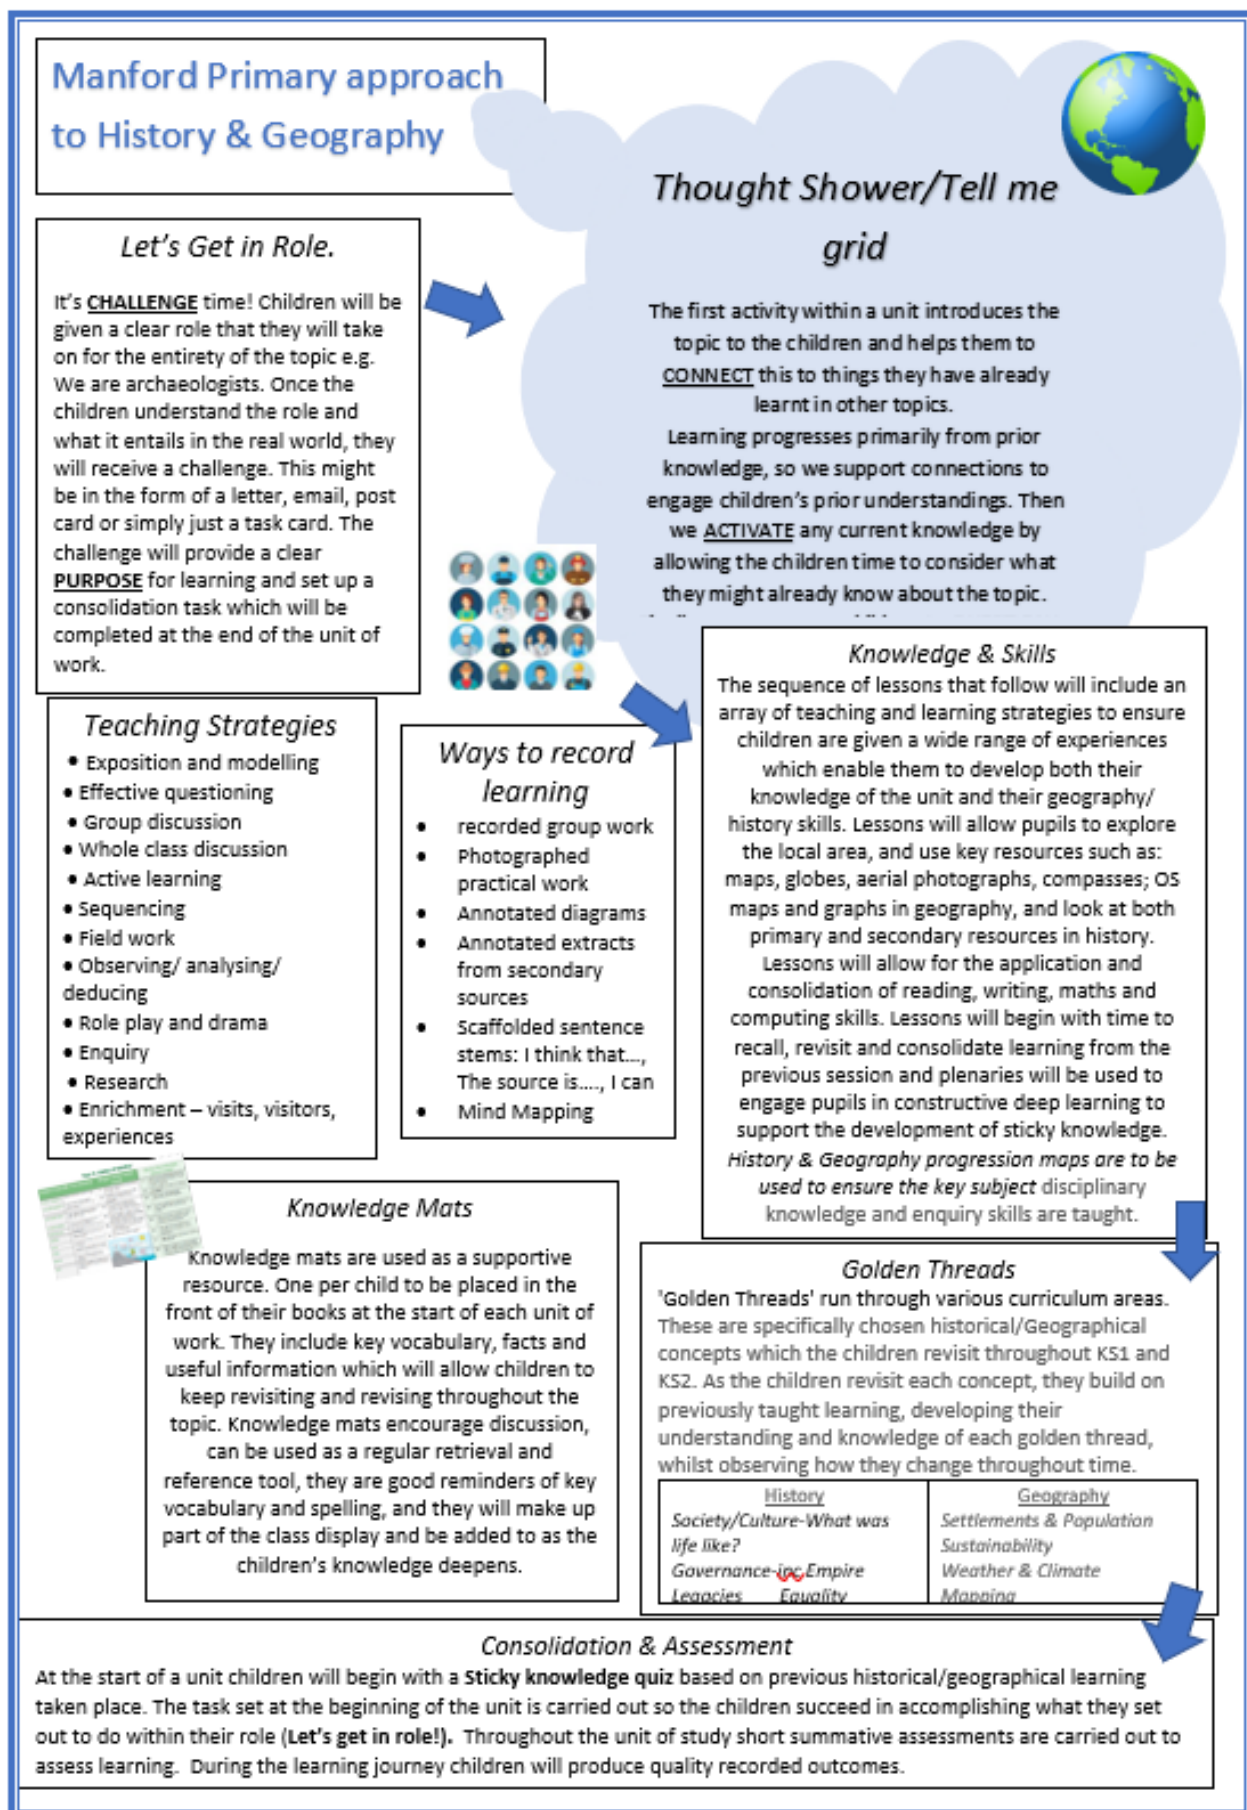 Manford Primary approach
to History & Geography
Let's Get in Role.
It's CHALLENGE time! Children will be
given a clear role that they will take
on for the entirety of the topic e.g.
We are archaeologists. Once the
children understand the role and
what it entails in the real world, they
will receive a challenge. This might
be in the form of a letter, email, post
card or simply just a task card. The
challenge will provide a clear
PURPOSE for learning and set up a
consolidation task which will be
completed at the end of the unit of
work.
Thought Shower/Tell me
grid
The first activity within a unit introduces the
topic to the children and helps them to
CONNECT this to things they have already
learnt in other topics.
Learning progresses primarily from prior
knowledge, so we support connections to
engage children's prior understandings. Then
we ACTIVATE any current knowledge by
allowing the children time to consider what
they might already know about the topic.
Teaching Strategies
• Exposition and modelling
• Effective questioning
• Group discussion
• Whole class discussion
• Active learning
• Sequencing
• Field work
• Observing/ analysing/
deducing
• Role play and drama
• Enquiry
• Research
• Enrichment – visits, visitors,
experiences
Ways to record
learning
• recorded group work
• Photographed
practical work
• Annotated diagrams
• Annotated extracts
from secondary
sources
• Scaffolded sentence
stems: I think that...,
The source is...., I can
• Mind Mapping
Knowledge & Skills
The sequence of lessons that follow will include an
array of teaching and learning strategies to ensure
children are given a wide range of experiences
which enable them to develop both their
knowledge of the unit and their geography/
history skills. Lessons will allow pupils to explore
the local area, and use key resources such as:
maps, globes, aerial photographs, compasses; OS
maps and graphs in geography, and look at both
primary and secondary resources in history.
Lessons will allow for the application and
consolidation of reading, writing, maths and
computing skills. Lessons will begin with time to
recall, revisit and consolidate learning from the
previous session and plenaries will be used to
engage pupils in constructive deep learning to
support the development of sticky knowledge.
History & Geography progression maps are to be
used to ensure the key subject disciplinary
knowledge and enquiry skills are taught.
Knowledge Mats
Knowledge mats are used as a supportive
resource. One per child to be placed in the
front of their books at the start of each unit of
work. They include key vocabulary, facts and
useful information which will allow children to
keep revisiting and revising throughout the
topic. Knowledge mats encourage discussion,
can be used as a regular retrieval and
reference tool, they are good reminders of key
vocabulary and spelling, and they will make up
part of the class display and be added to as the
children's knowledge deepens.
Golden Threads
'Golden Threads' run through various curriculum areas.
These are specifically chosen historical/Geographical
concepts which the children revisit throughout KS1 and
KS2. As the children revisit each concept, they build on
previously taught learning, developing their
understanding and knowledge of each golden thread,
whilst observing how they change throughout time.
History
Society/Culture-What was
life like?
Governance-inc Empire
Legacies Equality
Geography
Settlements & Population
Sustainability
Weather & Climate
Mapping
Consolidation & Assessment
At the start of a unit children will begin with a Sticky knowledge quiz based on previous historical/geographical learning
taken place. The task set at the beginning of the unit is carried out so the children succeed in accomplishing what they set
out to do within their role (Let's get in role!). Throughout the unit of study short summative assessments are carried out to
assess learning. During the learning journey children will produce quality recorded outcomes.